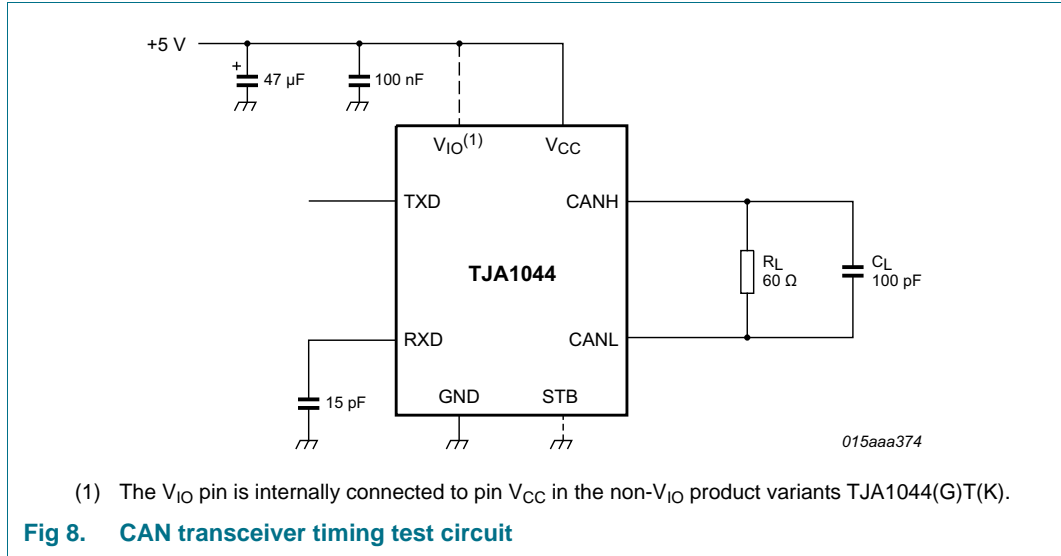 +5 V
+
47 µF
100 nF
VIO(1)
VCC
TXD
CANH
TJA1044
RL
60 Ω
CL
100 pF
RXD
CANL
15 pF
GND
STB
015aaa374
(1) The VIO pin is internally connected to pin VCC in the non-VIO product variants TJA1044(G)T(K).
Fig 8. CAN transceiver timing test circuit